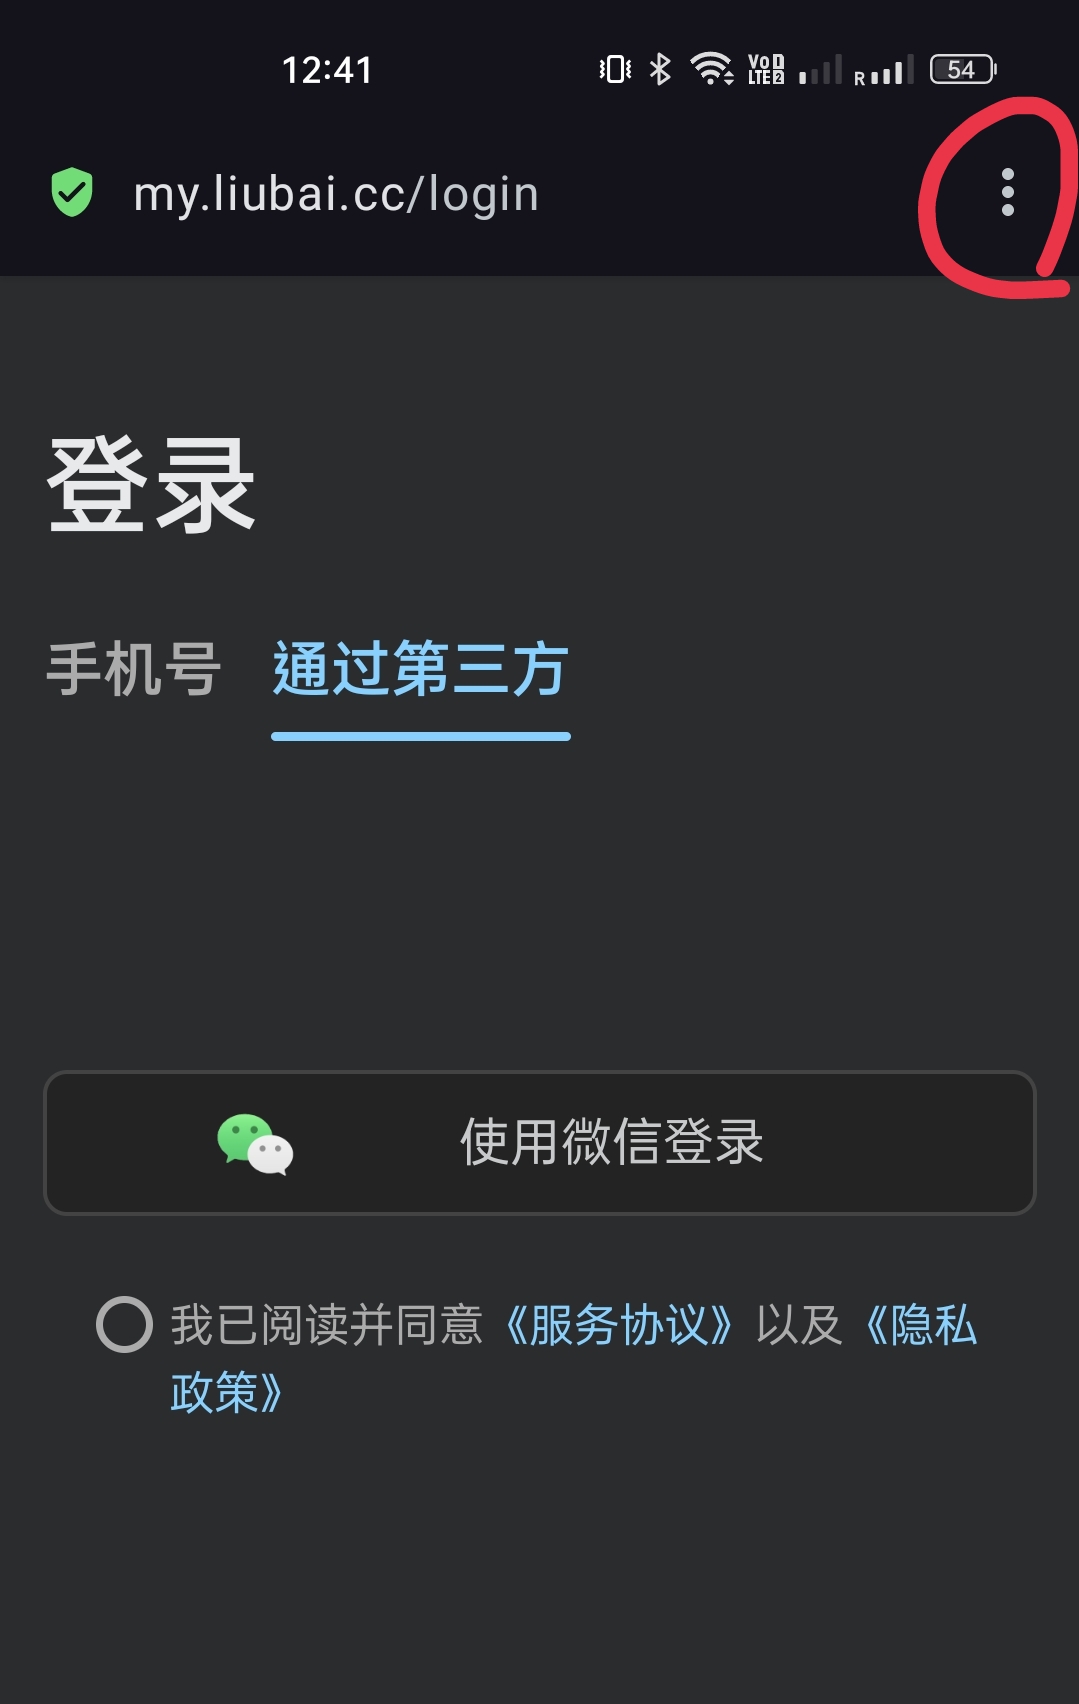 12:41
Vo 1
LTE 2
R
54
my.liubai.cc/login
登录
手机号 通过第三方
使用微信登录
我已阅读并同意《服务协议》以及《隐私
政策》